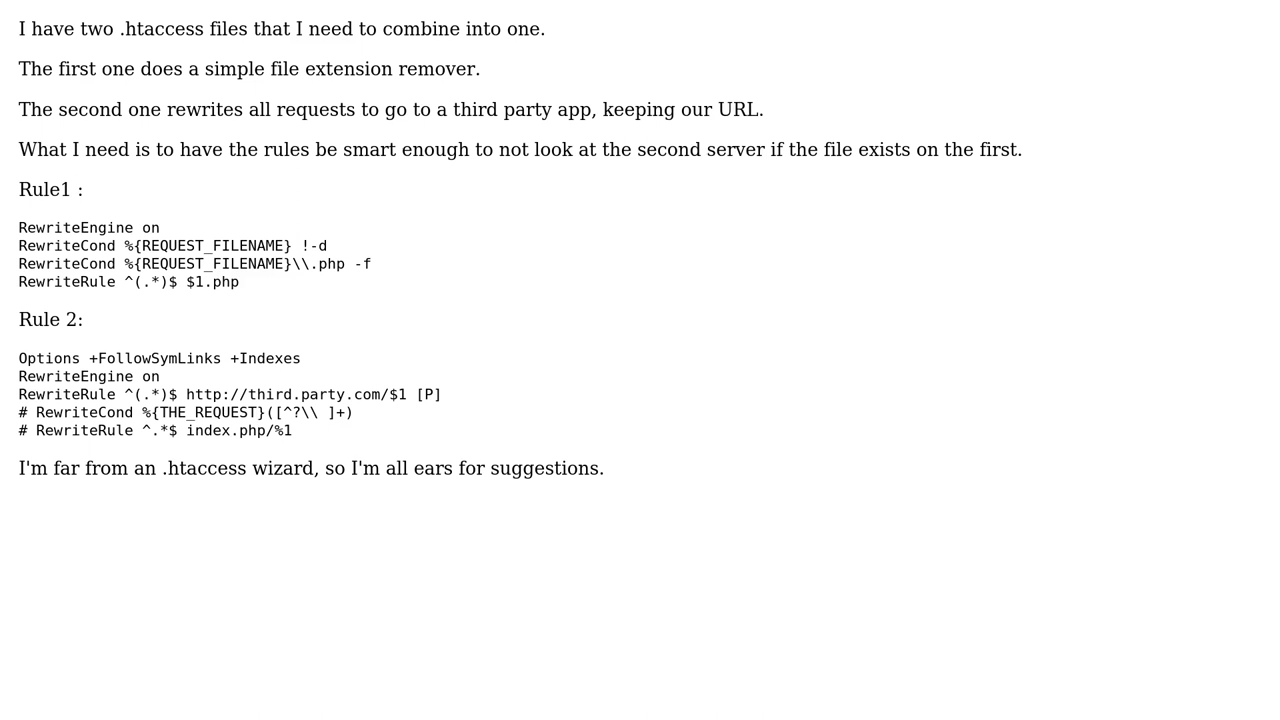 I have two .htaccess files that I need to combine into one.
The first one does a simple file extension remover.
The second one rewrites all requests to go to a third party app, keeping our URL.
What I need is to have the rules be smart enough to not look at the second server if the file exists on the first.
Rule1 :
RewriteEngine on
RewriteCond %{REQUEST_FILENAME} !-d
RewriteCond %{REQUEST_FILENAME}\\.php -f
RewriteRule ^(.*)$ $1.php
Rule 2:
Options +FollowSymLinks +Indexes
RewriteEngine on
RewriteRule ^(.*)$ http://third.party.com/$1 [P]
# RewriteCond %{THE_REQUEST}([^?\\ ]+)
# RewriteRule ^.*$ index.php/%1
I'm far from an .htaccess wizard, so I'm all ears for suggestions.